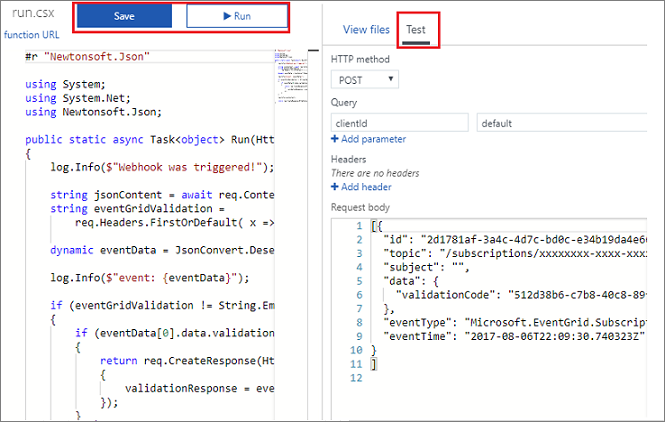 run.csx
Save
Run
function URL
#r "Newtonsoft.Json"
using System;
using System.Net;
using Newtonsoft.Json;
public static async Task<object> Run(Htt
{
log.Info($"Webhook was triggered!");
string jsonContent = await req.Conte
string eventGridValidation =
req.Headers.FirstOrDefault( x =>
dynamic eventData = JsonConvert.Dese
log.Info($"event: {eventData}");
if (eventGridValidation != String.Em
{
if (eventData[0].data.validation
{
return req.CreateResponse(Ht
{
validationResponse = eve
});
}
View files
Test
HTTP method
POST
Query
clientId
default
Add parameter
Headers
There are no headers
Add header
Request body
1 [{
2 "id": "2d1781af-3a4c-4d7c-bd0c-e34b19da4e6
3 "topic": "/subscriptions/xxxxxxxx-xxxx-xxx
4 "subject": "",
5 "data": {
6 "validationCode": "512d38b6-c7b8-40c8-89
7 },
8 "eventType": "Microsoft.EventGrid.Subscrip
9 "eventTime": "2017-08-06T22:09:30.740323Z"
10 }
11 ]
12